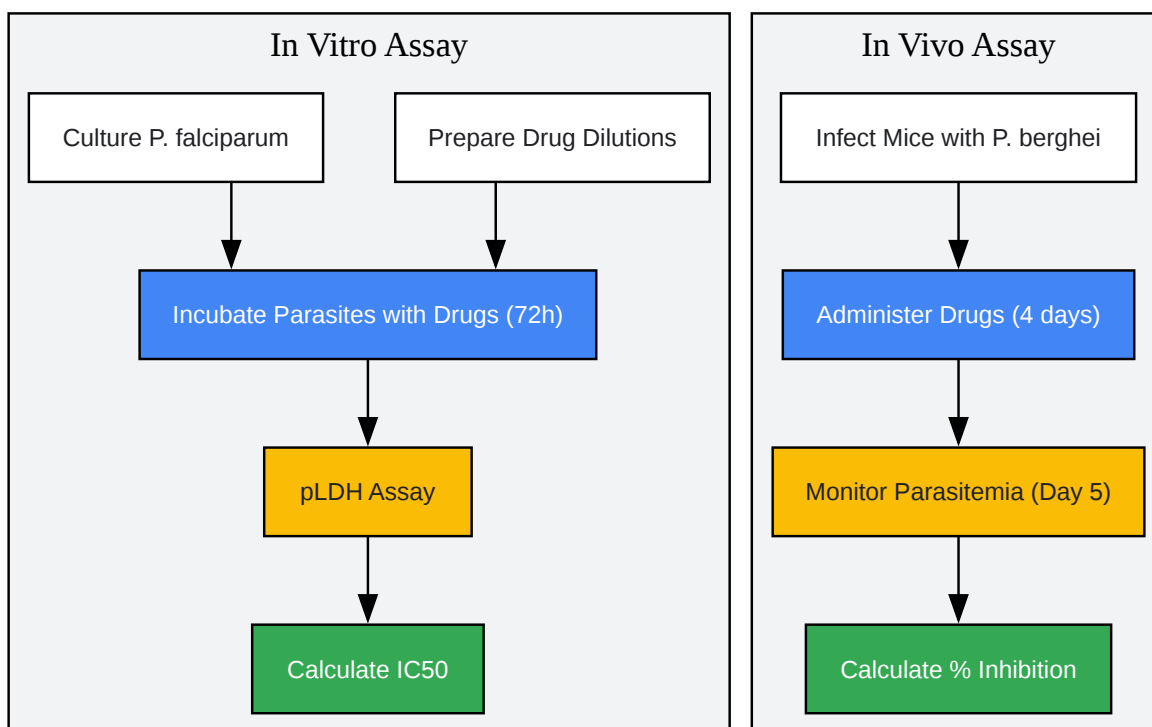 In Vitro Assay
Culture P. falciparum
Prepare Drug Dilutions
Incubate Parasites with Drugs (72h)
pLDH Assay
Calculate IC50
In Vivo Assay
Infect Mice with P. berghei
Administer Drugs (4 days)
Monitor Parasitemia (Day 5)
Calculate % Inhibition